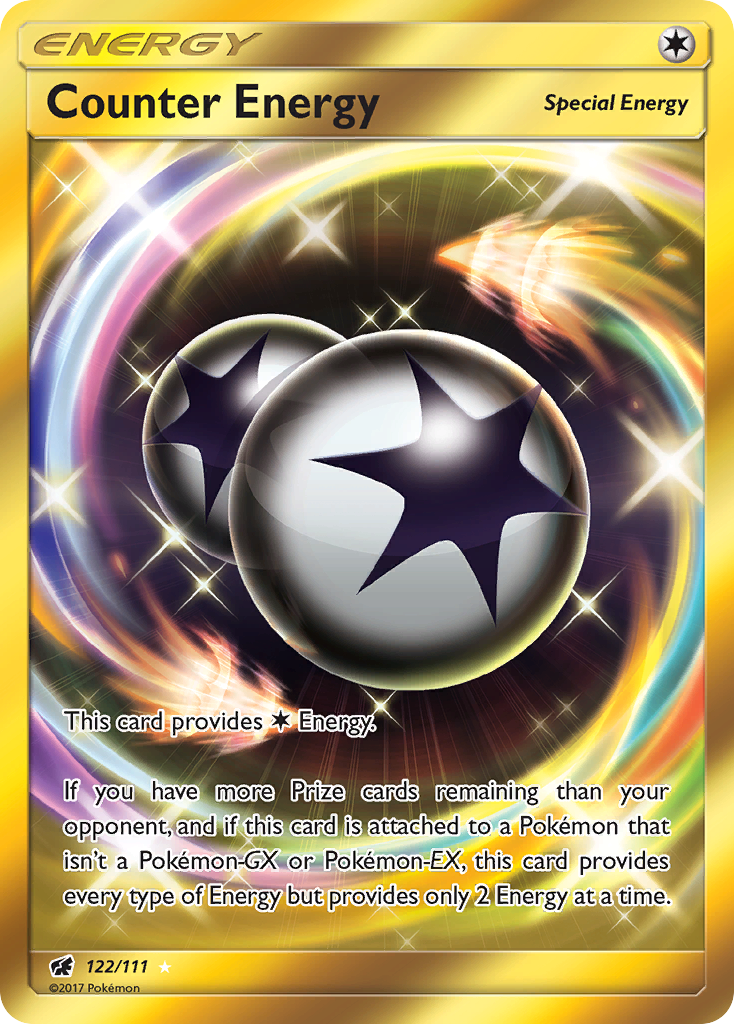 ENERGY
Counter Energy
Special Energy
This card provides Energy.
If you have more Prize cards remaining than your
opponent, and if this card is attached to a Pokémon that
isn't a Pokémon-GX or Pokémon-EX, this card provides
every type of Energy but provides only 2 Energy at a time.
122/111
©2017 Pokémon